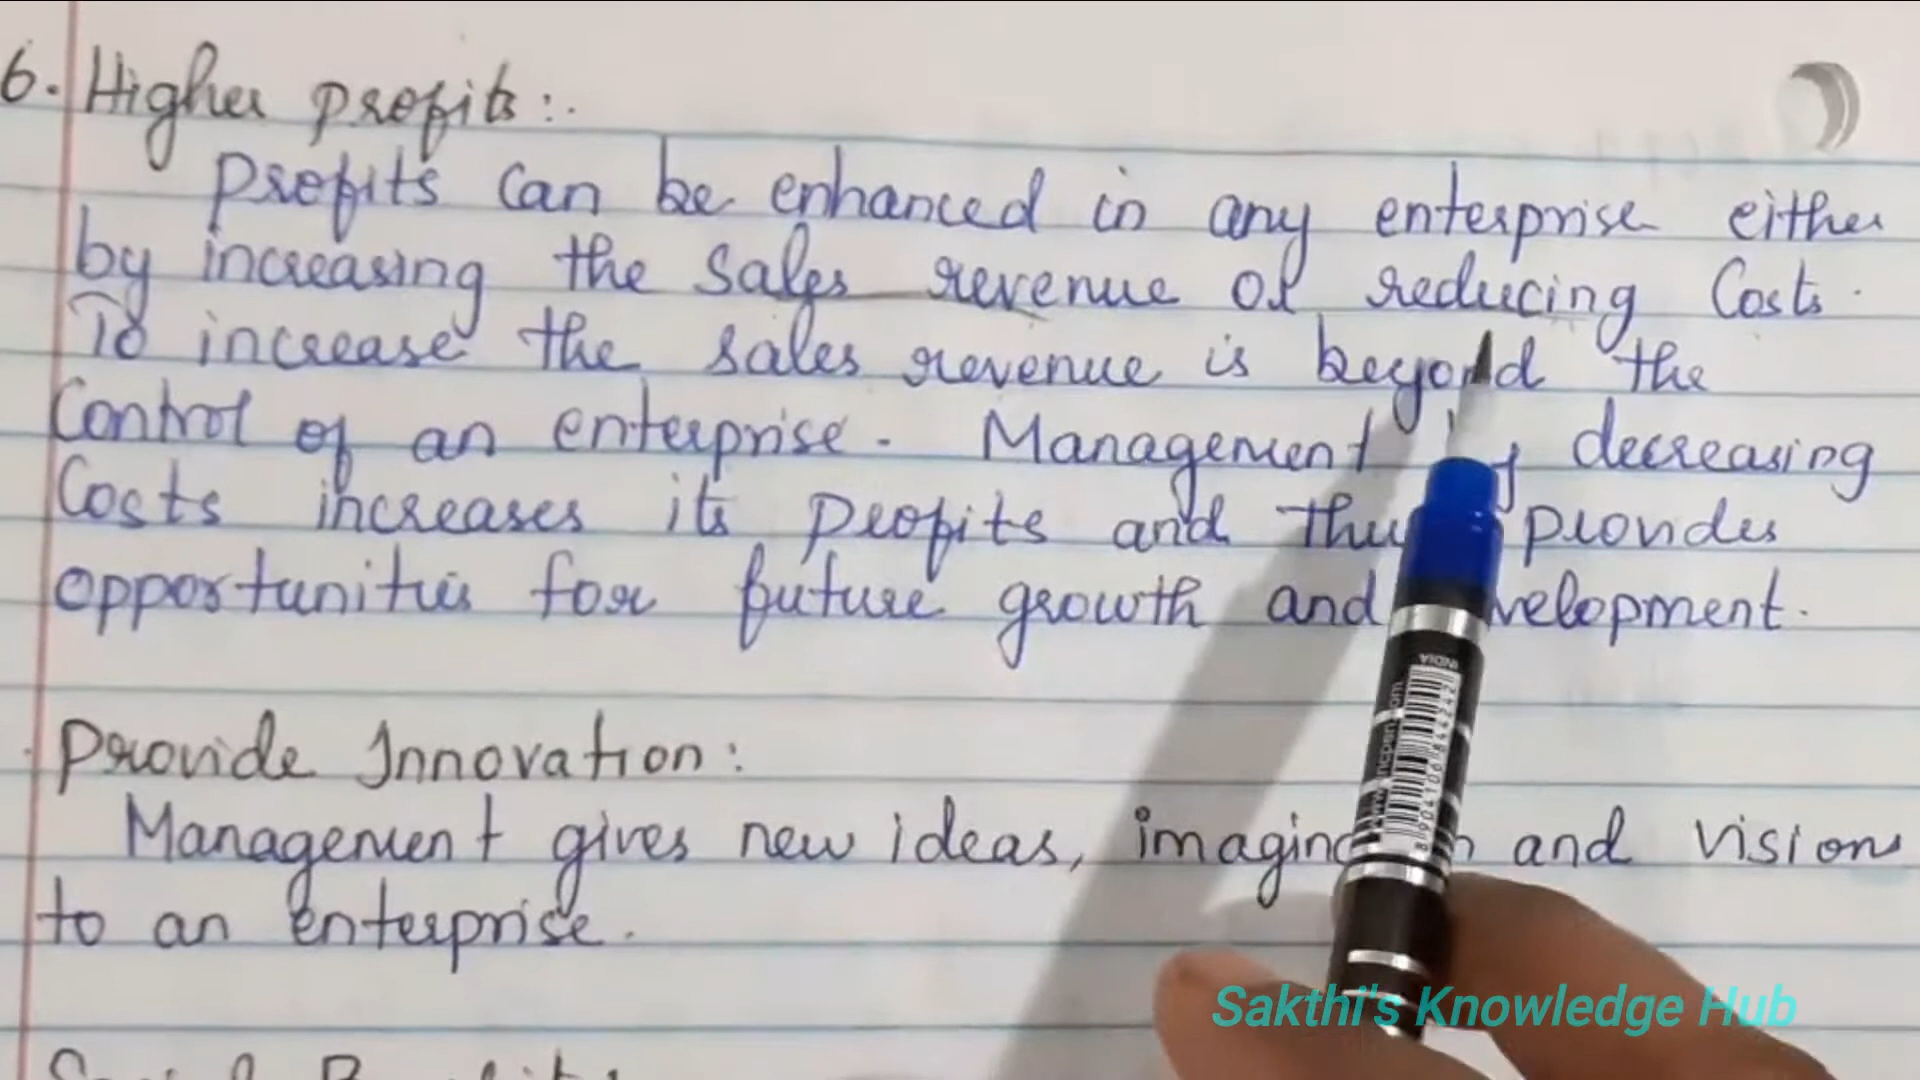 6. Higher profits:.
Profits can be enhanced in any enterprise either
by increasing the sales revenue or reducing Costs.
To increase the sales revenue is beyond the
Control of an enterprise. Management decreasing
Costs increases its profits and provides
opportunities for future growth and
Provide Innovation:
Management gives new ideas, and visions
to an enterprise.
INDIA
Sakthi's Knowledge Hub